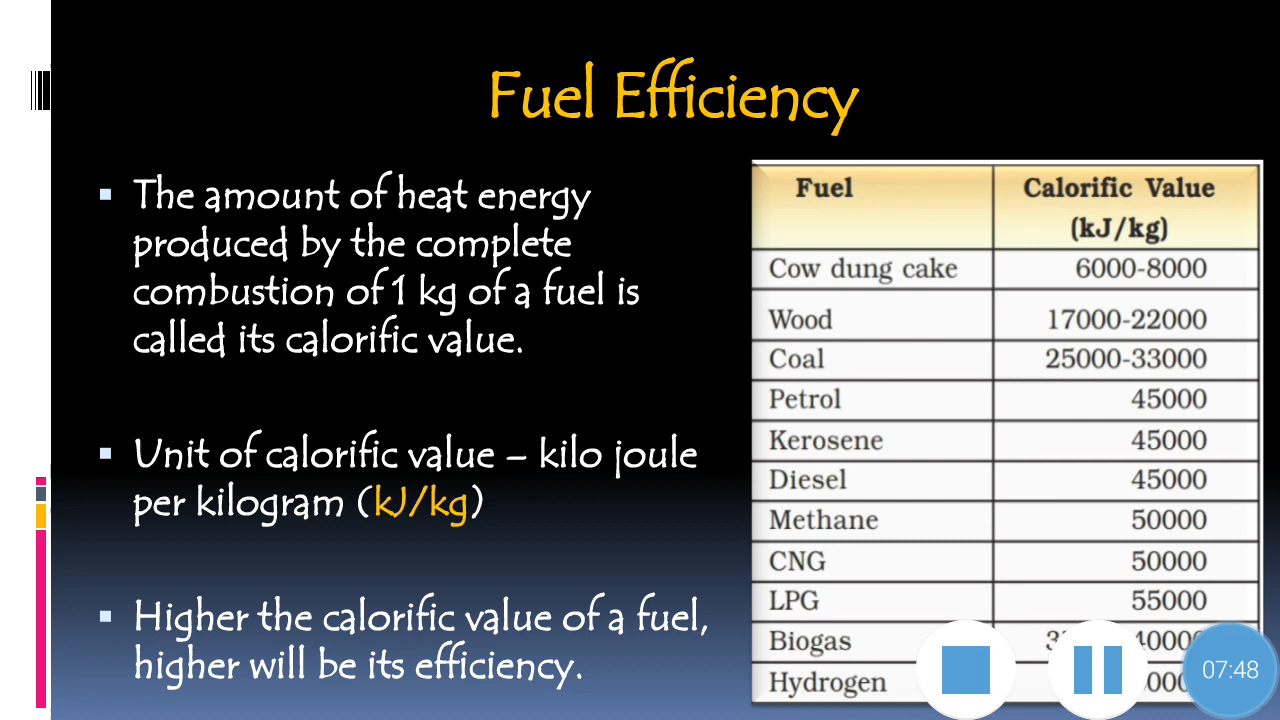 Fuel Efficiency
The amount of heat energy
produced by the complete
combustion of 1 kg of a fuel is
called its calorific value.
Unit of calorific value – kilo joule
per kilogram (kJ/kg)
Higher the calorific value of a fuel,
higher will be its efficiency.
Fuel Calorific Value
(kJ/kg)
Cow dung cake 6000-8000
Wood 17000-22000
Coal 25000-33000
Petrol 45000
Kerosene 45000
Diesel 45000
Methane 50000
CNG 50000
LPG 55000
Biogas
Hydrogen
07:48